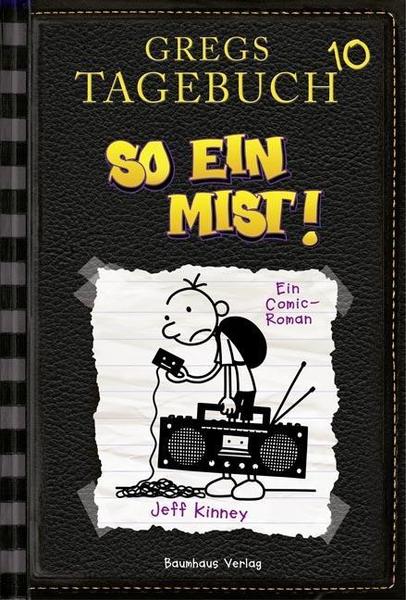 GREGS
TAGEBUCH 10
SO EIN
MIST!
Ein
Comic-
Roman
Jeff Kinney
Baumhaus Verlag